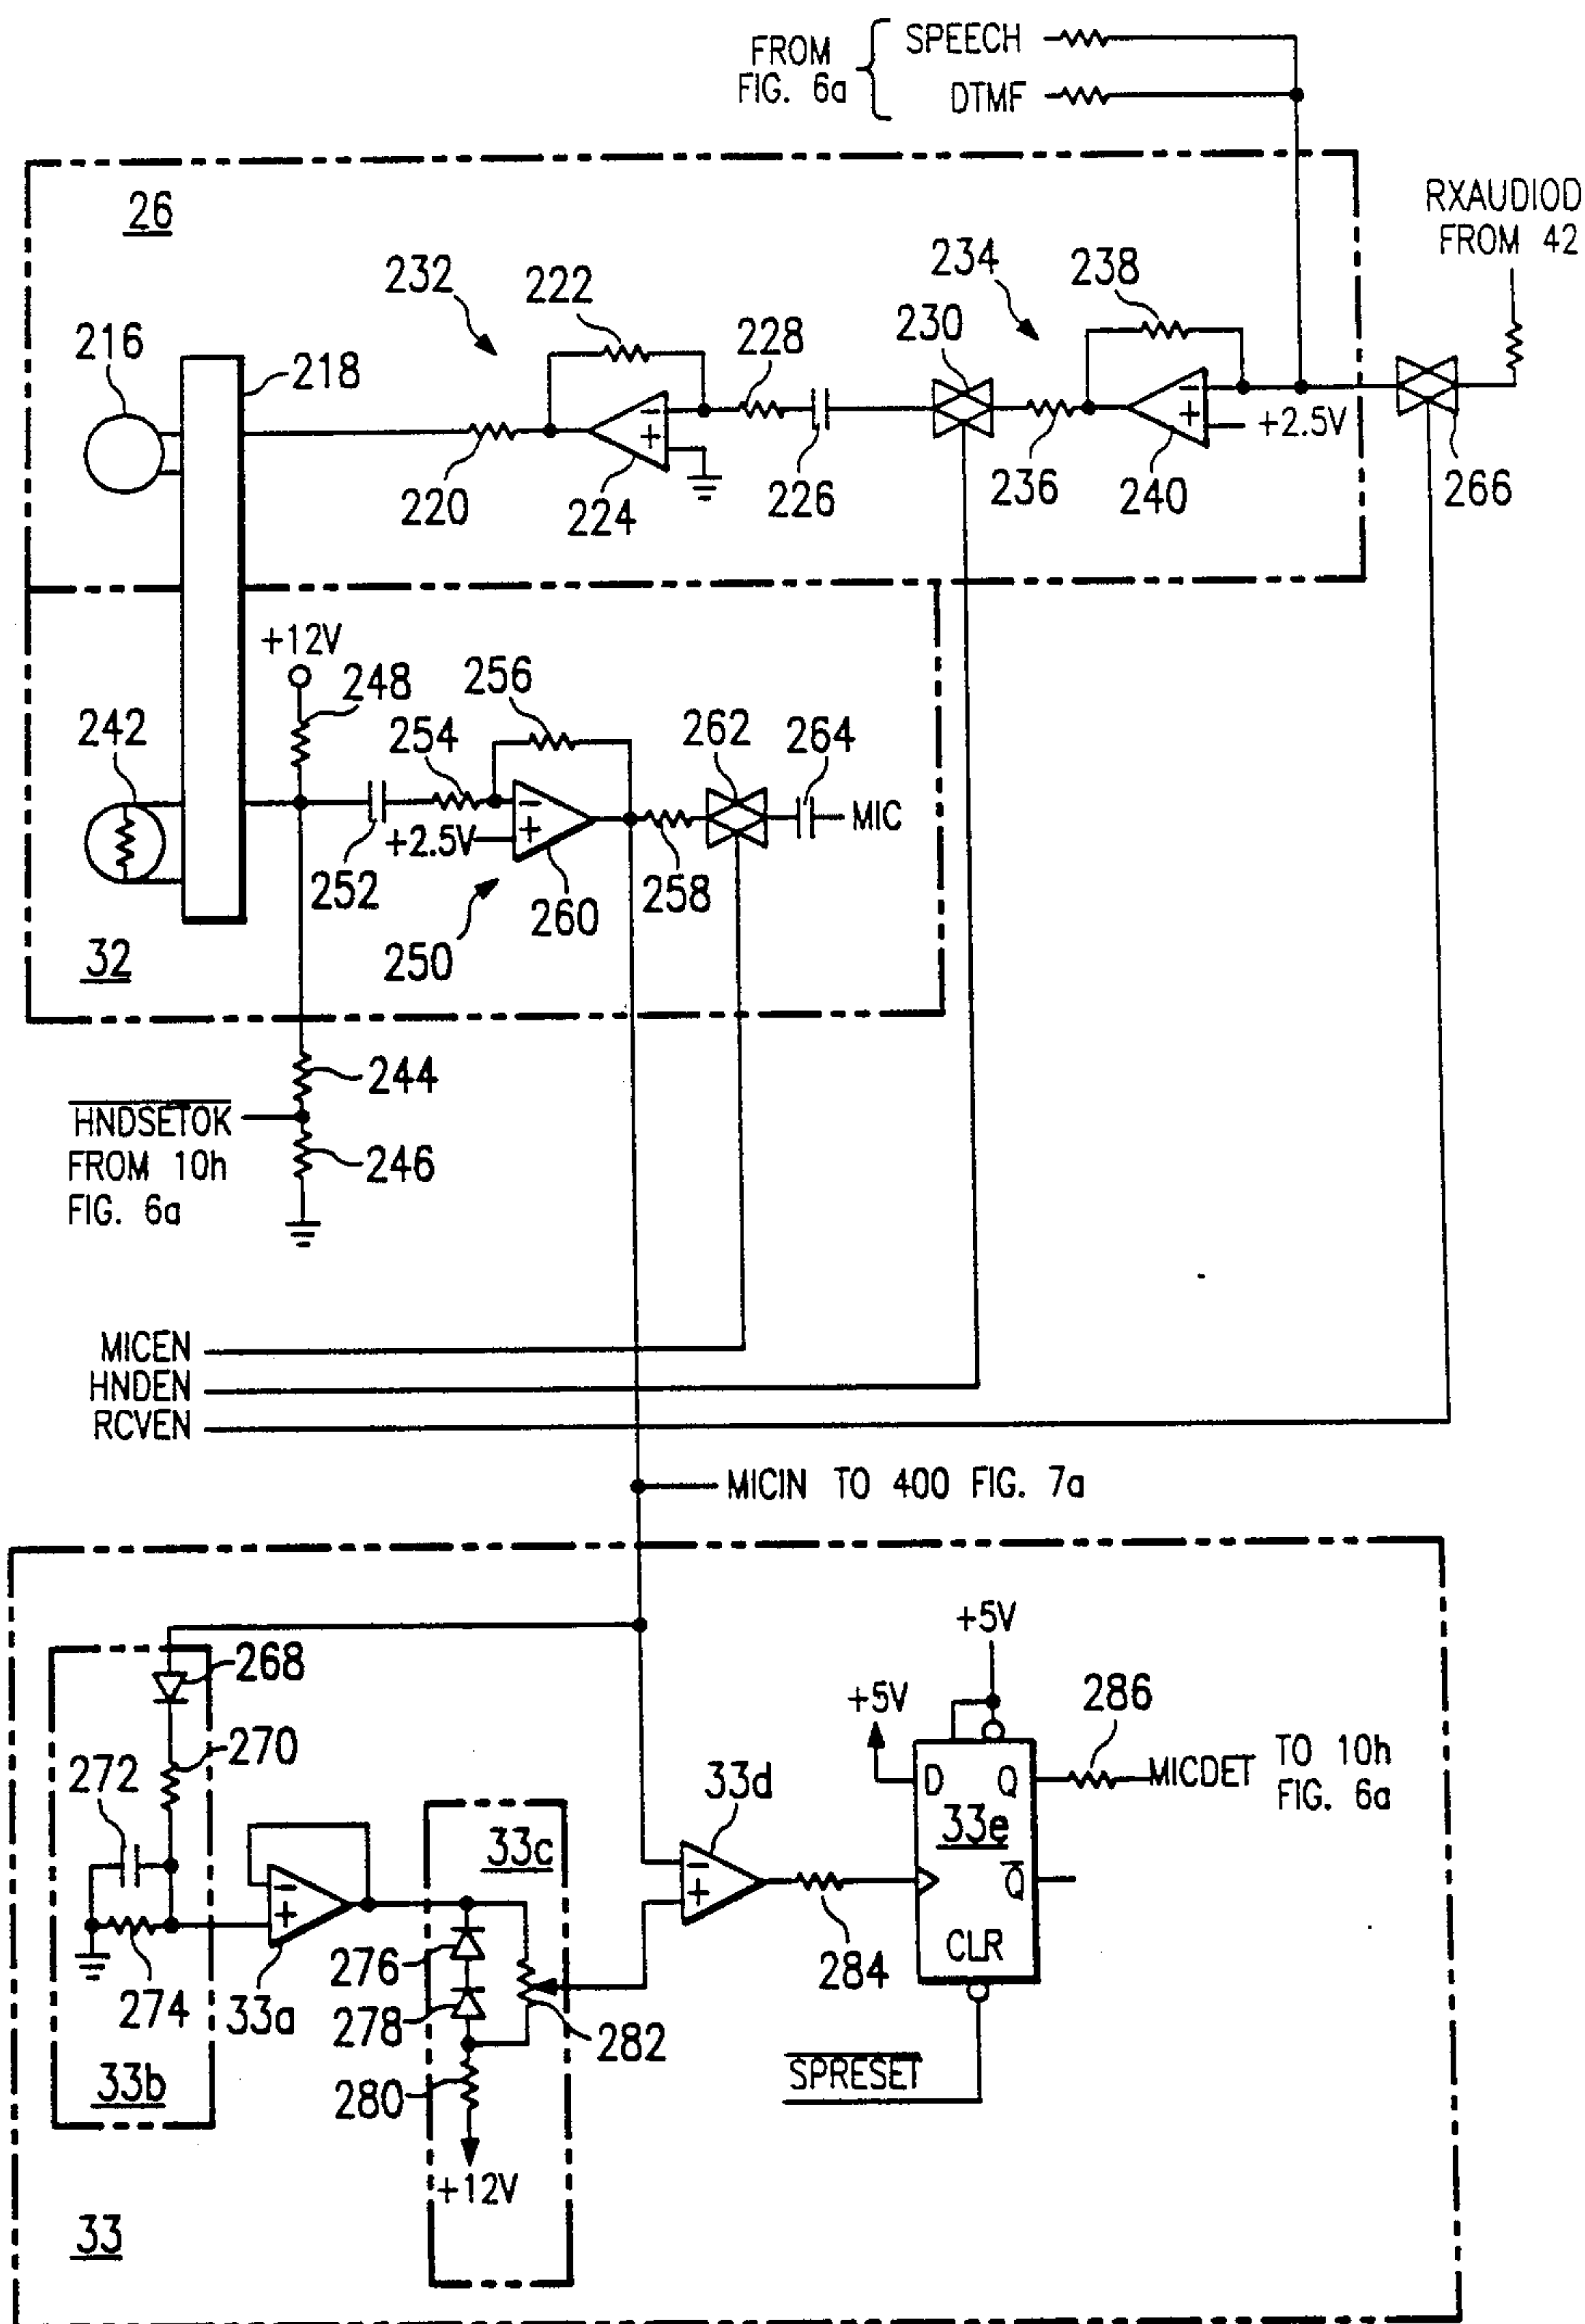 FROM
FIG. 6a
SPEECH
DTMF
26
RXAUDIOD
FROM 42
232
222
234
238
216
218
228
230
220
224
226
236
240
+2.5V
266
+12V
248
256
242
254
262
264
MIC
+2.5V
252
250
260
258
32
244
HNDSETOK
FROM 10h
FIG. 6a
246
MICEN
HNDEN
RCVEN
MICIN TO 400 FIG. 7a
268
270
272
274
33b
33a
33c
276
278
280
282
+12V
33d
284
+5V
+5V
D Q
33e
Q
CLR
286
MICDET TO 10h
FIG. 6a
SPRESET
33